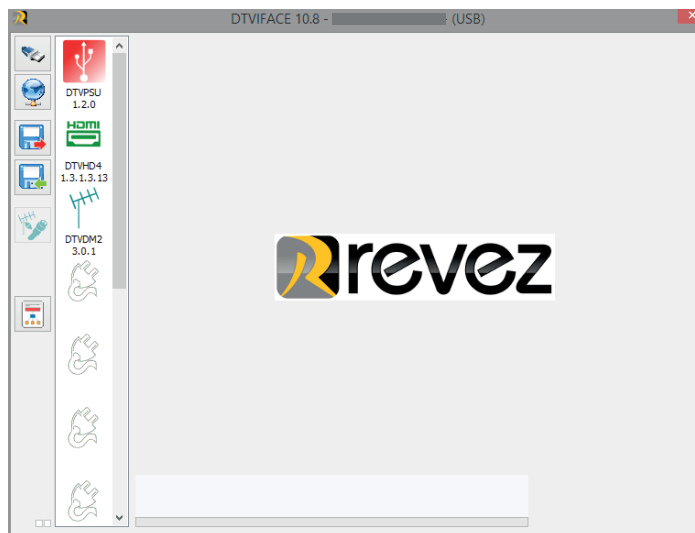 DTVIFACE 10.8 - (USB)
DTVPSU
1.2.0
HDMI
DTVHD4
1.3.1.3.13
DTVDM2
3.0.1
revez